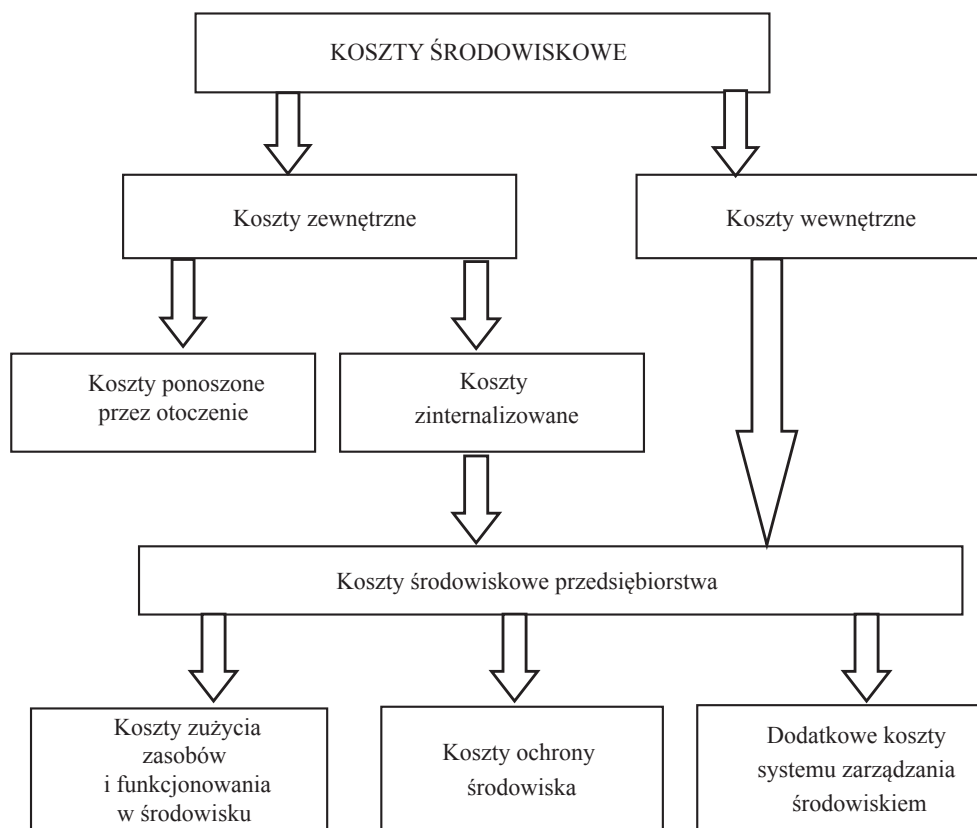 KOSZTY ŚRODOWISKOWE
Koszty zewnętrzne
Koszty wewnętrzne
Koszty ponoszone
przez otoczenie
Koszty
zinternalizowane
Koszty środowiskowe przedsiębiorstwa
Koszty zużycia
zasobów
i funkcjonowania
w środowisku
Koszty ochrony
środowiska
Dodatkowe koszty
systemu zarządzania
środowiskiem